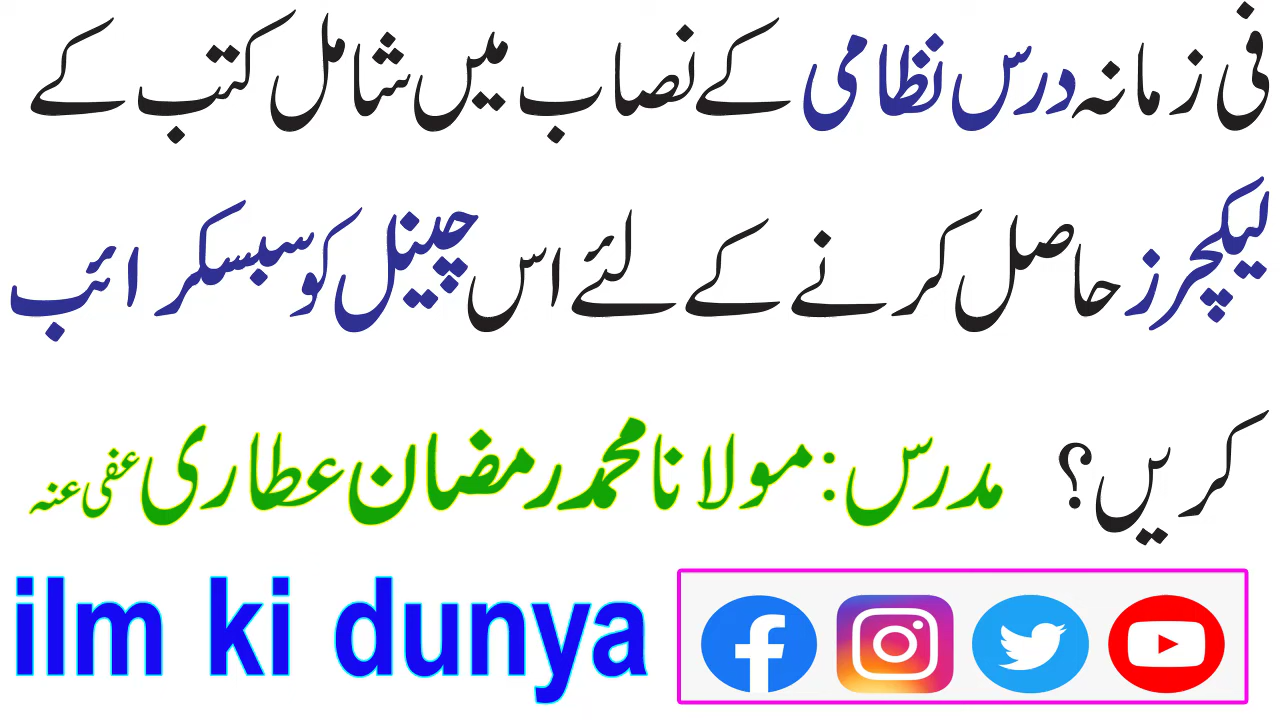 فی زمانہ درس نظامی کے نصاب میں شامل کتب کے
لیکچرز حاصل کرنے کے لئے اس چینل کو سبسکرائب
کریں؟ مدرس: مولانا محمد رمضان عطاری عفی عنہ
ilm ki dunya